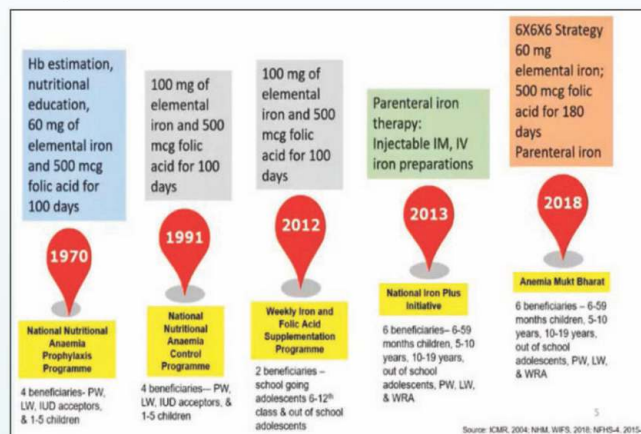 Hb estimation,
nutritional
education,
60 mg of
elemental iron
and 500 mcg
folic acid for
100 days
100 mg of
elemental
iron and 500
mcg folic
acid for 100
days
100 mg of
elemental
iron and 500
mcg folic
acid for 100
days
Parenteral iron
therapy:
Injectable IM, IV
iron preparations
6X6X6 Strategy
60 mg
elemental iron;
500 mcg folic
acid for 180
days
Parenteral iron
1970
1991
2012
2013
2018
National Nutritional
Anaemia
Prophylaxis
Programme
National
Nutritional
Anaemia
Control
Programme
Weekly Iron and
Folic Acid
Supplementation
Programme
National Iron Plus
Initiative
Anemia Mukt Bharat
4 beneficiaries- PW,
LW, IUD acceptors,
& 1-5 children
4 beneficiaries-- PW,
LW, IUD acceptors, &
1-5 children
2 beneficiaries –
school going
adolescents 6-12th
class & out of school
adolescents
6 beneficiaries– 6-59
months children, 5-10
years, 10-19 years,
out of school
adolescents, PW, LW,
& WRA
6 beneficiaries – 6-59
months children, 5-10
years, 10-19 years,
out of school
adolescents, PW, LW,
& WRA
5
Source: ICMR, 2004; NHM, WIFS, 2018; NFHS-4, 2015-